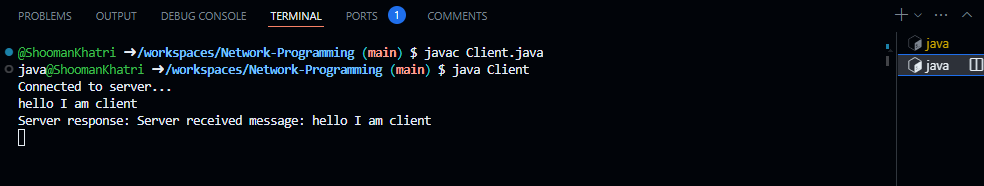 PROBLEMS OUTPUT DEBUG CONSOLE TERMINAL PORTS 1 COMMENTS
@ShoomanKhatri ➜/workspaces/Network-Programming (main) $ javac Client.java
java@ShoomanKhatri ➜/workspaces/Network-Programming (main) $ java Client
Connected to server...
hello I am client
Server response: Server received message: hello I am client
java
java